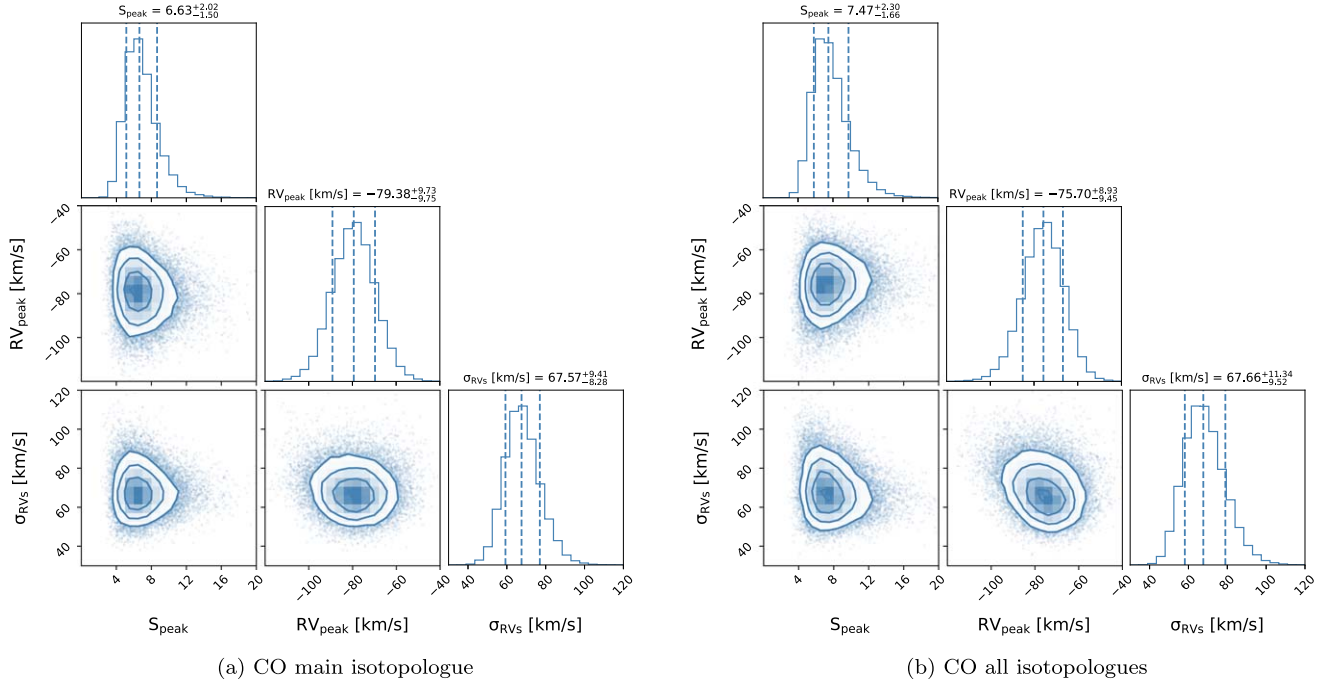 S_peak = 6.63^{+2.02}_{-1.50}
RV_peak [km/s] = −79.38^{+9.73}_{-9.75}
σ_RVs [km/s] = 67.57^{+9.41}_{-8.28}
RV_peak [km/s]
−40
−60
−80
−100
σ_RVs [km/s]
120
100
80
60
40
4 8 12 16 20
−100 −80 −60 −40
40 60 80 100 120
S_peak
RV_peak [km/s]
σ_RVs [km/s]
(a) CO main isotopologue
S_peak = 7.47^{+2.30}_{-1.66}
RV_peak [km/s] = −75.70^{+8.93}_{-9.45}
σ_RVs [km/s] = 67.66^{+11.34}_{-9.52}
RV_peak [km/s]
−40
−60
−80
−100
σ_RVs [km/s]
120
100
80
60
40
4 8 12 16 20
−100 −80 −60 −40
40 60 80 100 120
S_peak
RV_peak [km/s]
σ_RVs [km/s]
(b) CO all isotopologues